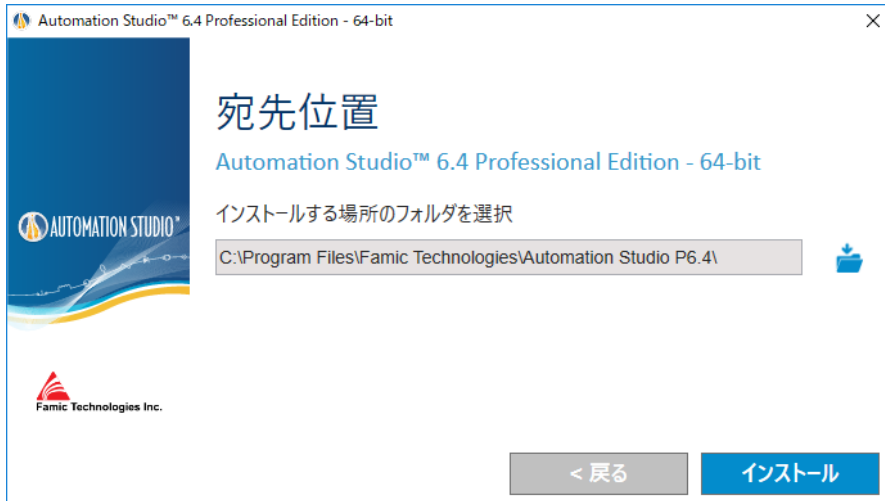 Automation Studio™ 6.4 Professional Edition - 64-bit
宛先位置
Automation Studio™ 6.4 Professional Edition - 64-bit
インストールする場所のフォルダを選択
AUTOMATION STUDIO™
C:\Program Files\Famic Technologies\Automation Studio P6.4\
Famic Technologies Inc.
< 戻る
インストール